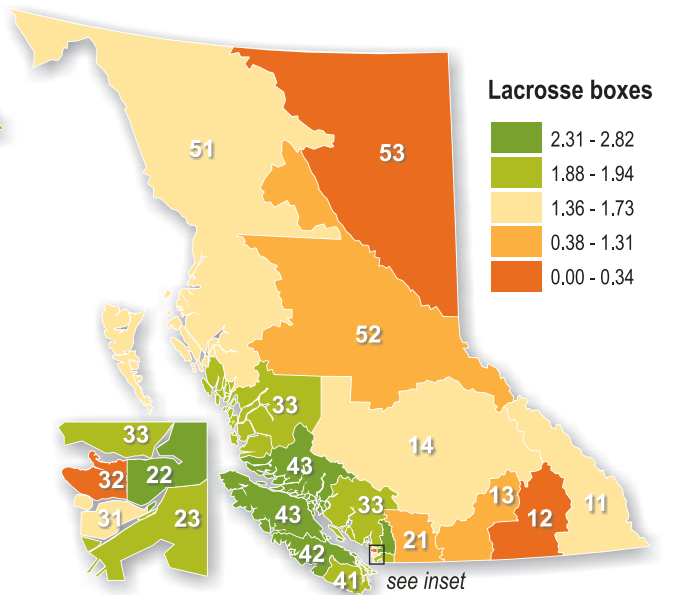 Lacrosse boxes
2.31 - 2.82
1.88 - 1.94
1.36 - 1.73
0.38 - 1.31
0.00 - 0.34
51
53
52
33
14
43
33
43
13
11
12
21
42
41
see inset
33
32
22
31
23